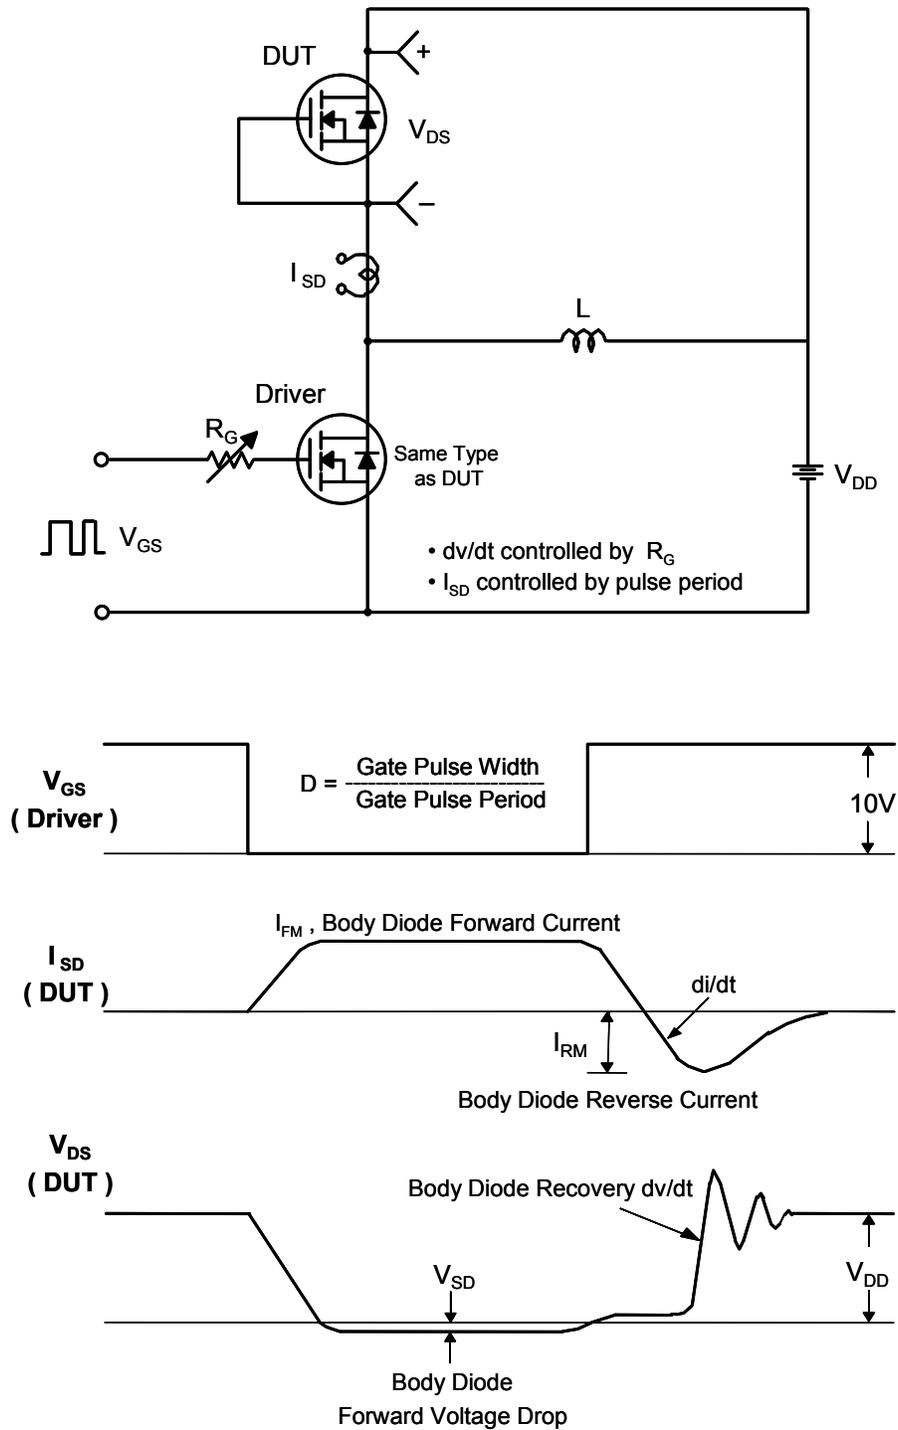 DUT
+
V_DS
–
I_SD
L
Driver
R_G
Same Type
as DUT
V_DD
V_GS
• dv/dt controlled by R_G
• I_SD controlled by pulse period
V_GS
( Driver )
D = Gate Pulse Width
Gate Pulse Period
10V
I_FM , Body Diode Forward Current
I_SD
( DUT )
di/dt
I_RM
Body Diode Reverse Current
V_DS
( DUT )
Body Diode Recovery dv/dt
V_SD
V_DD
Body Diode
Forward Voltage Drop